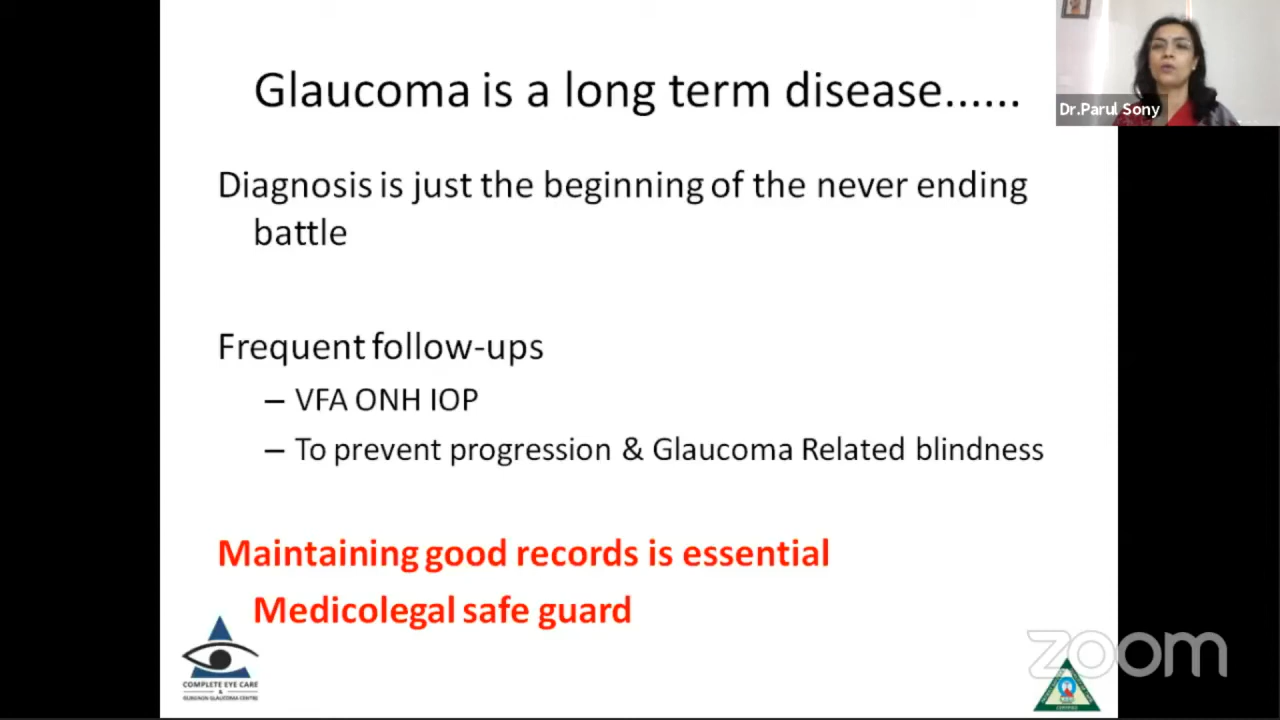 Glaucoma is a long term disease......
Dr.Parul Sony
Diagnosis is just the beginning of the never ending
battle
Frequent follow-ups
– VFA ONH IOP
– To prevent progression & Glaucoma Related blindness
Maintaining good records is essential
Medicolegal safe guard
COMPLETE EYE CARE
&
GURGAON GLAUCOMA CENTRE
zoom